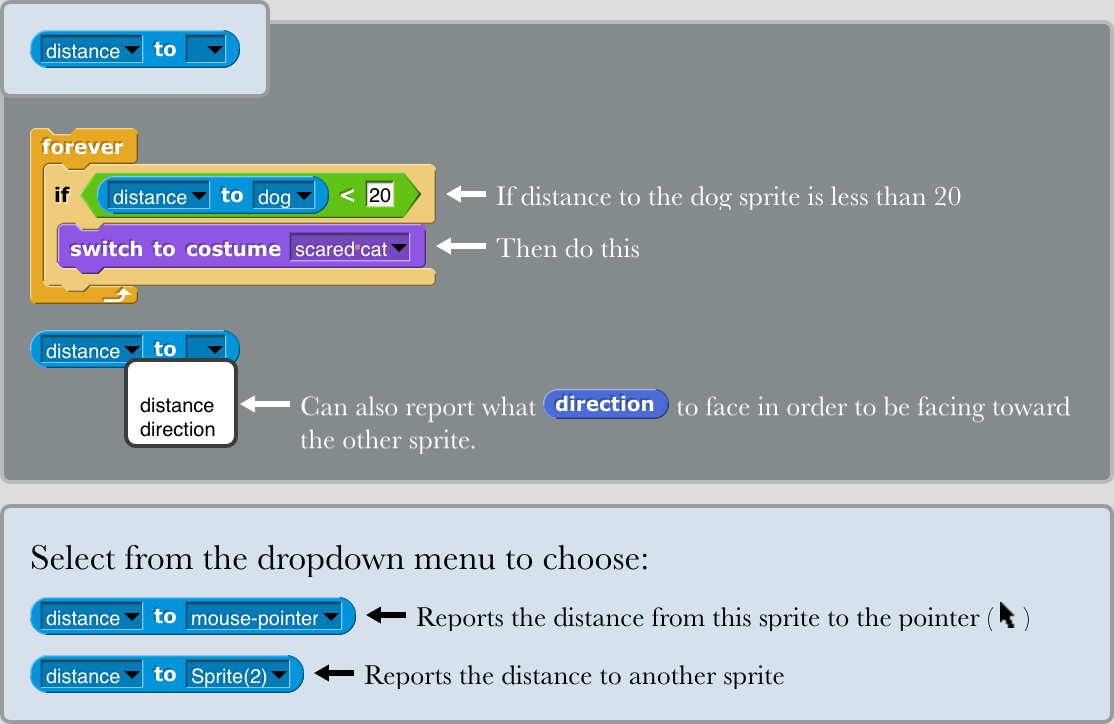 distance to
forever
if distance to dog < 20
If distance to the dog sprite is less than 20
switch to costume scared cat
Then do this
distance to
distance
direction
Can also report what direction to face in order to be facing toward
the other sprite.
Select from the dropdown menu to choose:
distance to mouse-pointer
Reports the distance from this sprite to the pointer ( )
distance to Sprite(2)
Reports the distance to another sprite